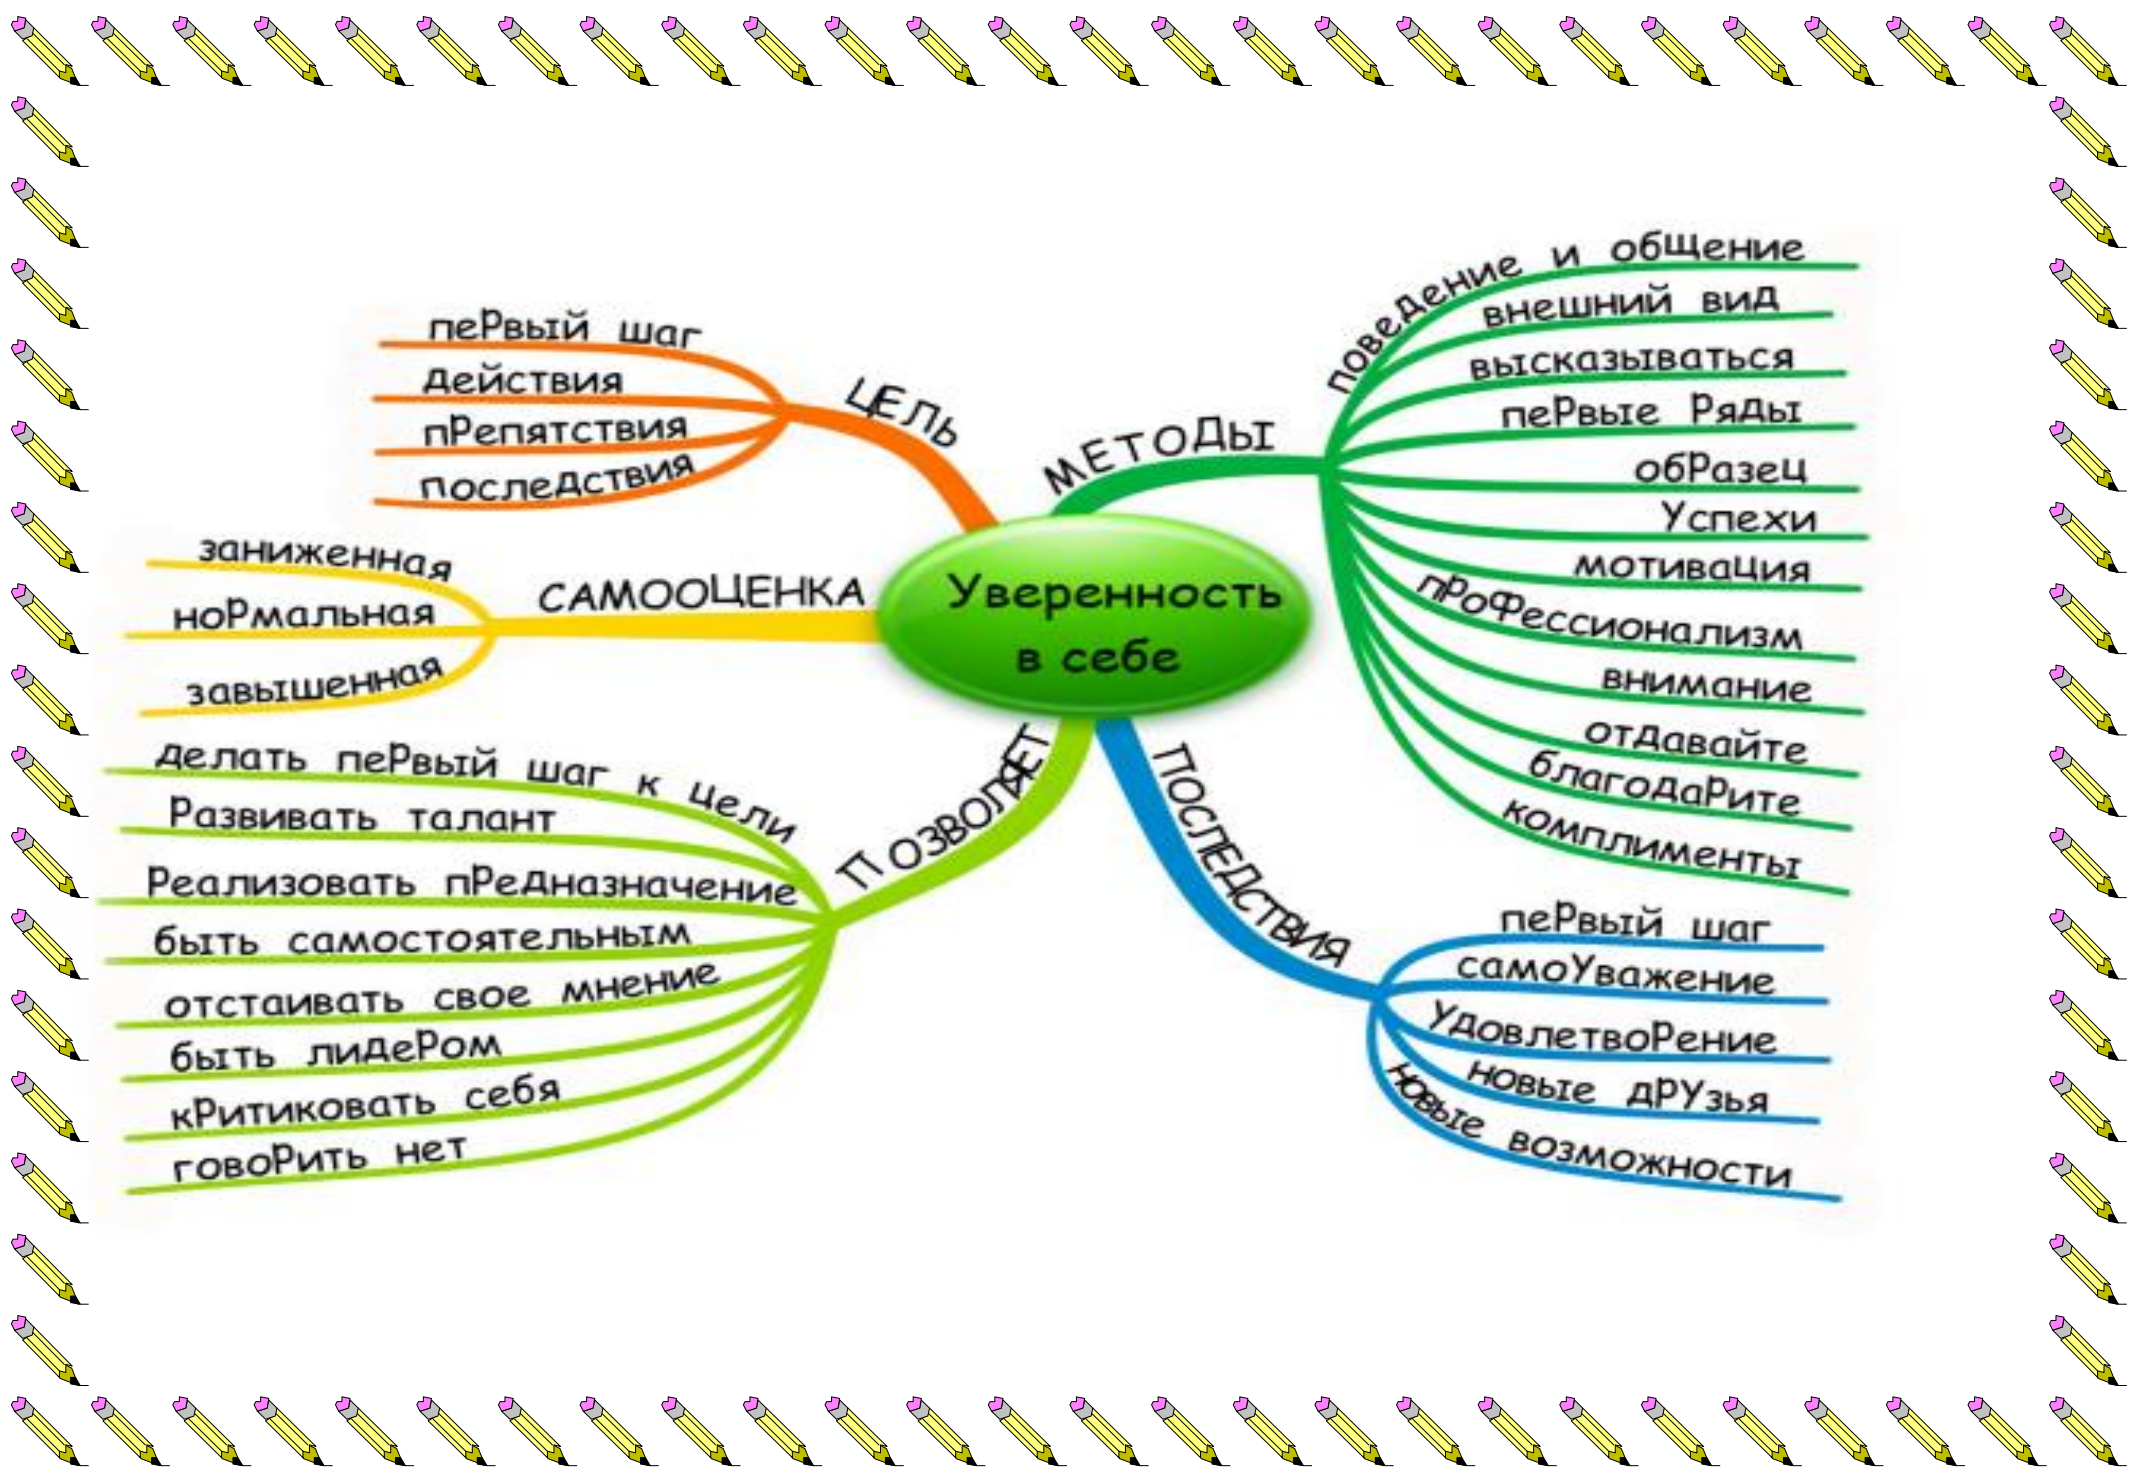 Уверенность
в себе
ЦЕЛЬ
первый шаг
действия
препятствия
последствия
САМООЦЕНКА
заниженная
нормальная
завышенная
ПОЗВОЛЯЕТ
делать первый шаг к цели
Развивать талант
Реализовать предназначение
быть самостоятельным
отстаивать свое мнение
быть лидером
критиковать себя
говорить нет
МЕТОДЫ
поведение и общение
внешний вид
высказываться
первые ряды
образец
Успехи
мотивация
профессионализм
внимание
отдавайте
благодарите
комплименты
ПОСЛЕДСТВИЯ
первый шаг
самоуважение
Удовлетворение
новые друзья
новые возможности